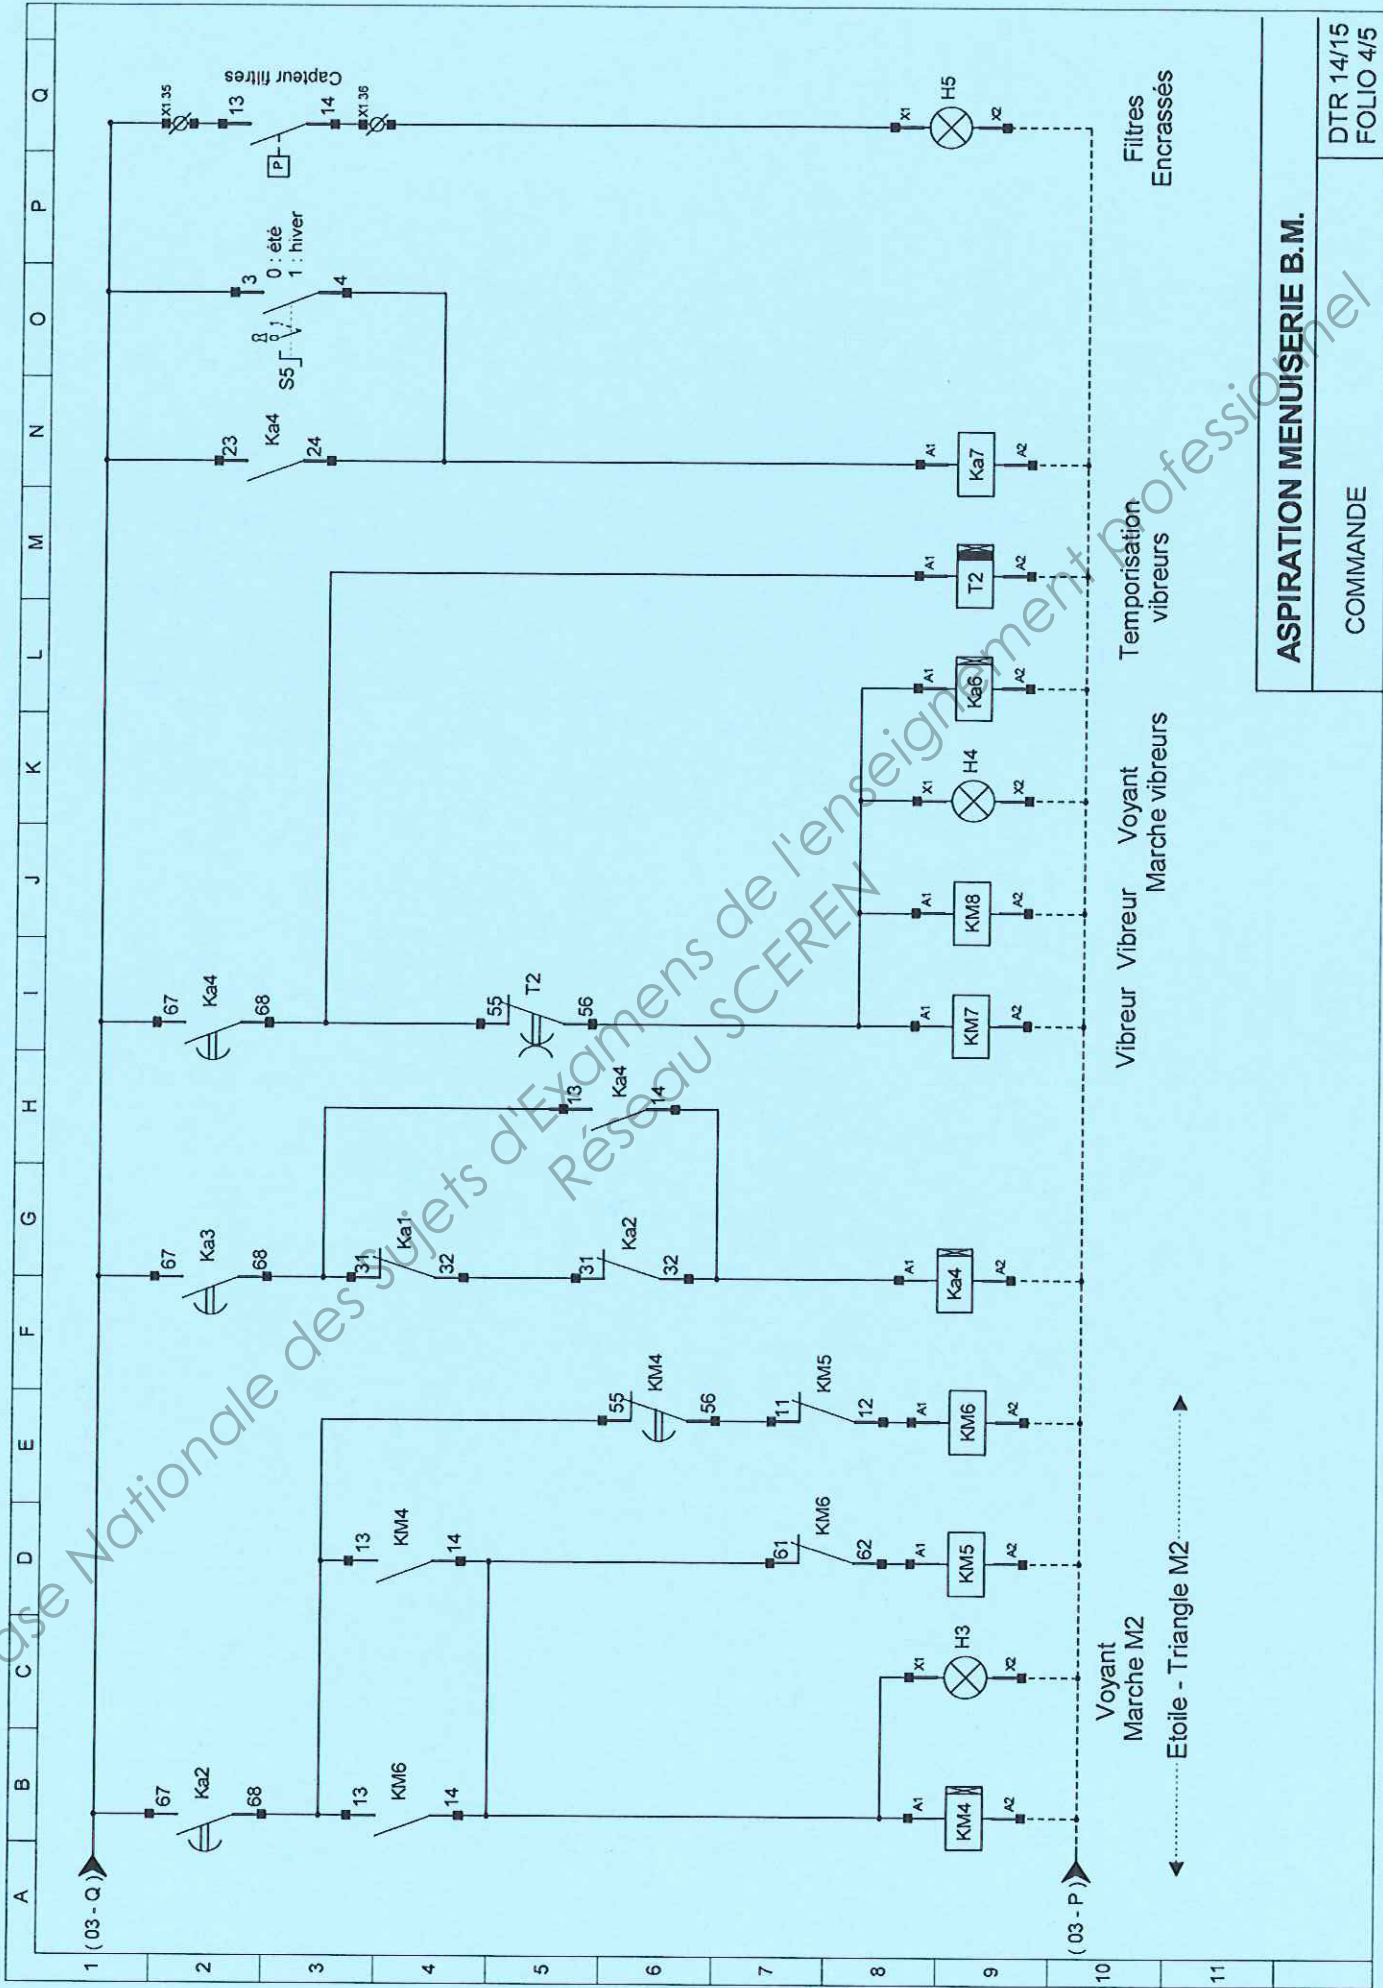 A B C D E F G H I J K L M N O P Q
1
2
3
4
5
6
7
8
9
10
11
( 03 - Q )
( 03 - P )
67
Ka2
68
13
KM6
14
13
KM4
14
61
KM6
62
55
KM4
56
11
KM5
12
67
Ka3
68
31
Ka1
32
31
Ka2
32
13
Ka4
14
67
Ka4
68
55
T2
56
23
Ka4
24
3
S5
0 1
0 : été
1 : hiver
4
X1.35
13
P
Capteur filtres
14
X1.36
A1
KM4
A2
X1
H3
X2
A1
KM5
A2
A1
KM6
A2
A1
Ka4
A2
A1
KM7
A2
A1
KM8
A2
X1
H4
X2
A1
Ka6
A2
A1
T2
A2
A1
Ka7
A2
X1
H5
X2
Voyant
Marche M2
Etoile - Triangle M2
Vibreur Vibreur Voyant
Marche vibreurs
Temporisation
vibreurs
Filtres
Encrassés
ASPIRATION MENUISERIE B.M.
COMMANDE
DTR 14/15
FOLIO 4/5
Base Nationale des Sujets d'Examens de l'enseignement professionnel
Réseau SCEREN